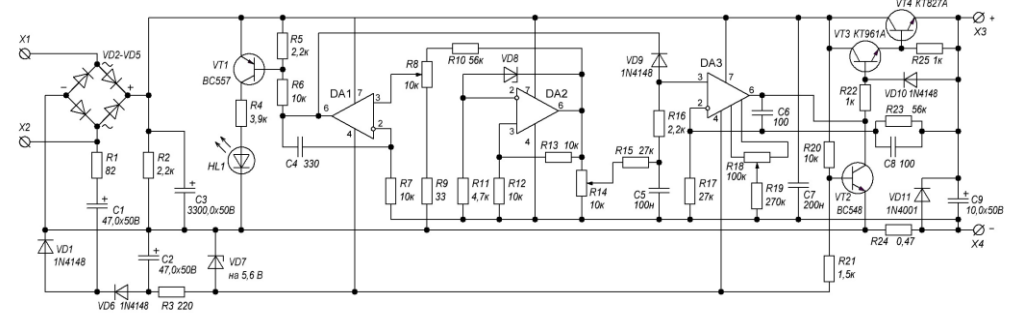 VT4 КТ827А
X1
VD2-VD5
~
−
+
~
X2
R1
82
+
C1
47,0x50В
R2
2,2к
+
C3
3300,0x50В
VD1
1N4148
+
C2
47,0x50В
VD6 1N4148
R3 220
VD7
на 5,6 В
VT1
BC557
R4
3,9к
HL1
R5
2,2к
R6
10к
C4 330
DA1
7
3
6
2
4
R7
10к
R8
10к
R9
33
R10 56к
VD8
DA2
7
2
6
3
4
R11
4,7к
R12
10к
R13 10к
R14
10к
R15 27к
VD9
1N4148
R16
2,2к
C5
100н
DA3
7
3
6
2
4
R17
27к
R18
100к
R19
270к
C6
100
C7
200н
R20
10к
R21
1,5к
VT3 КТ961А
R25 1к
R22
1к
VD10 1N4148
R23 56к
C8 100
VT2
BC548
VD11
1N4001
R24 0,47
+
C9
10,0x50В
+
X3
−
X4